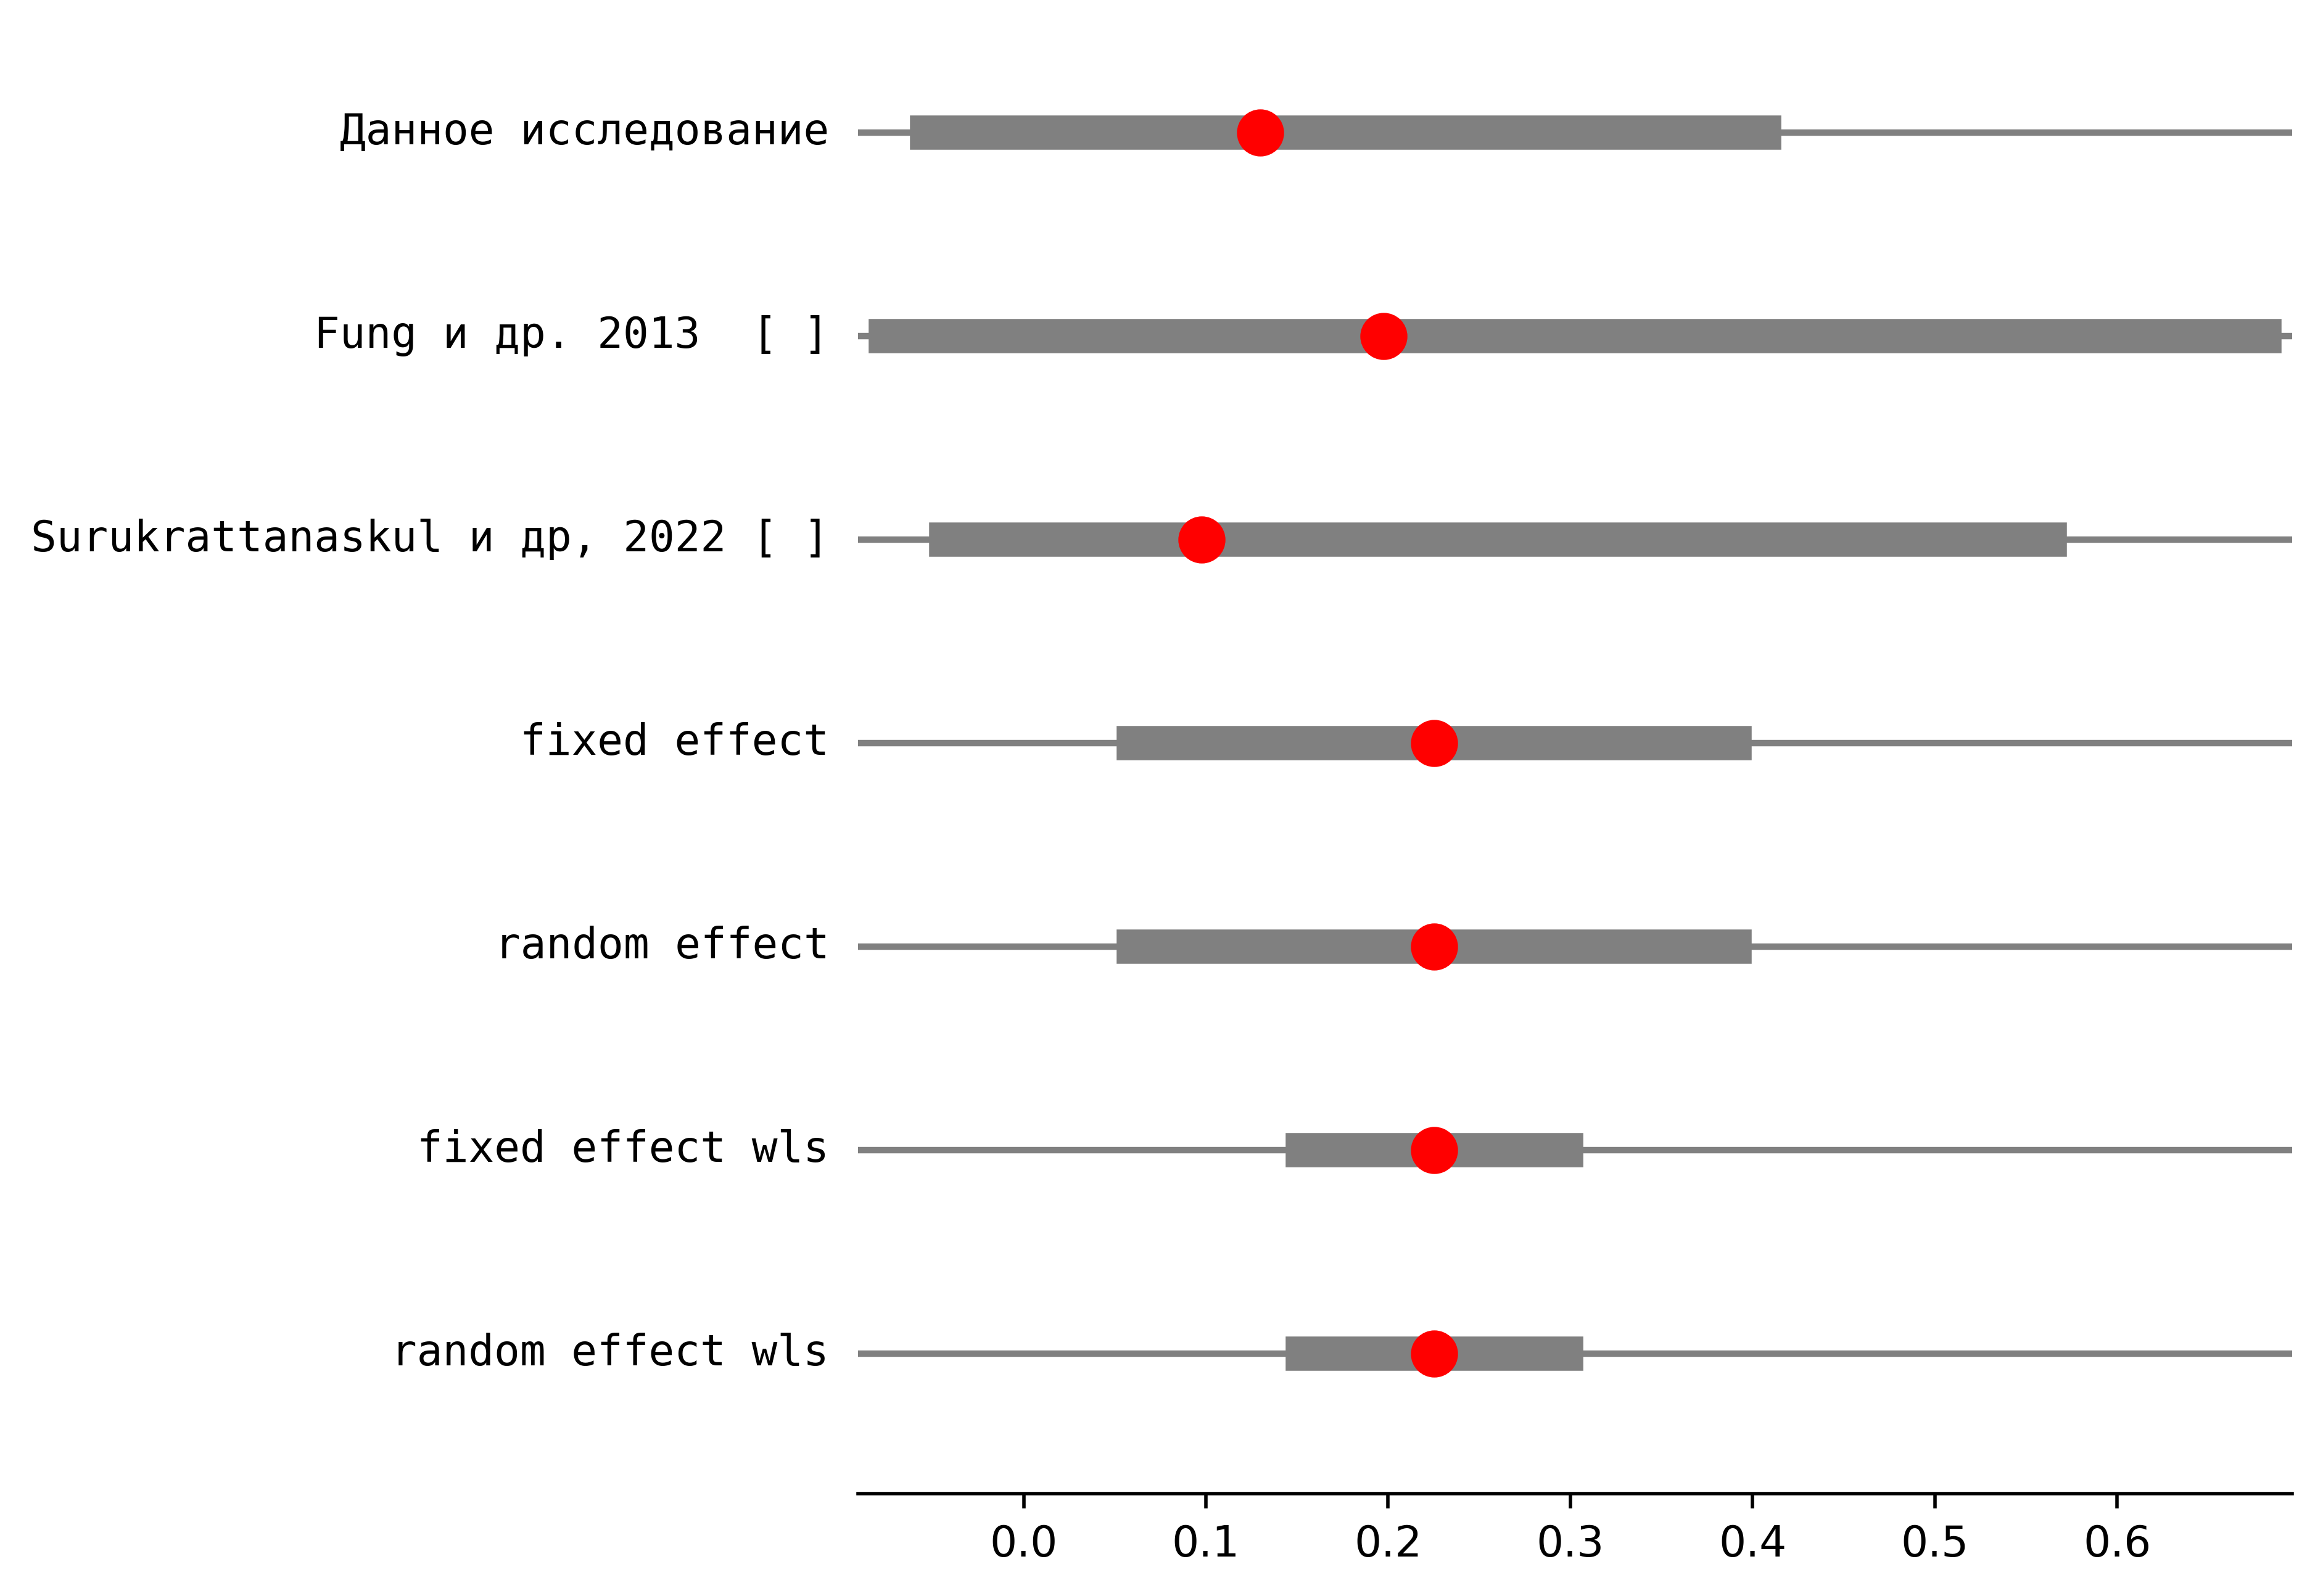 Данное исследование
Fung и др. 2013  [ ]
Surukrattanaskul и др, 2022 [ ]
fixed effect
random effect
fixed effect wls
random effect wls
0.0 0.1 0.2 0.3 0.4 0.5 0.6